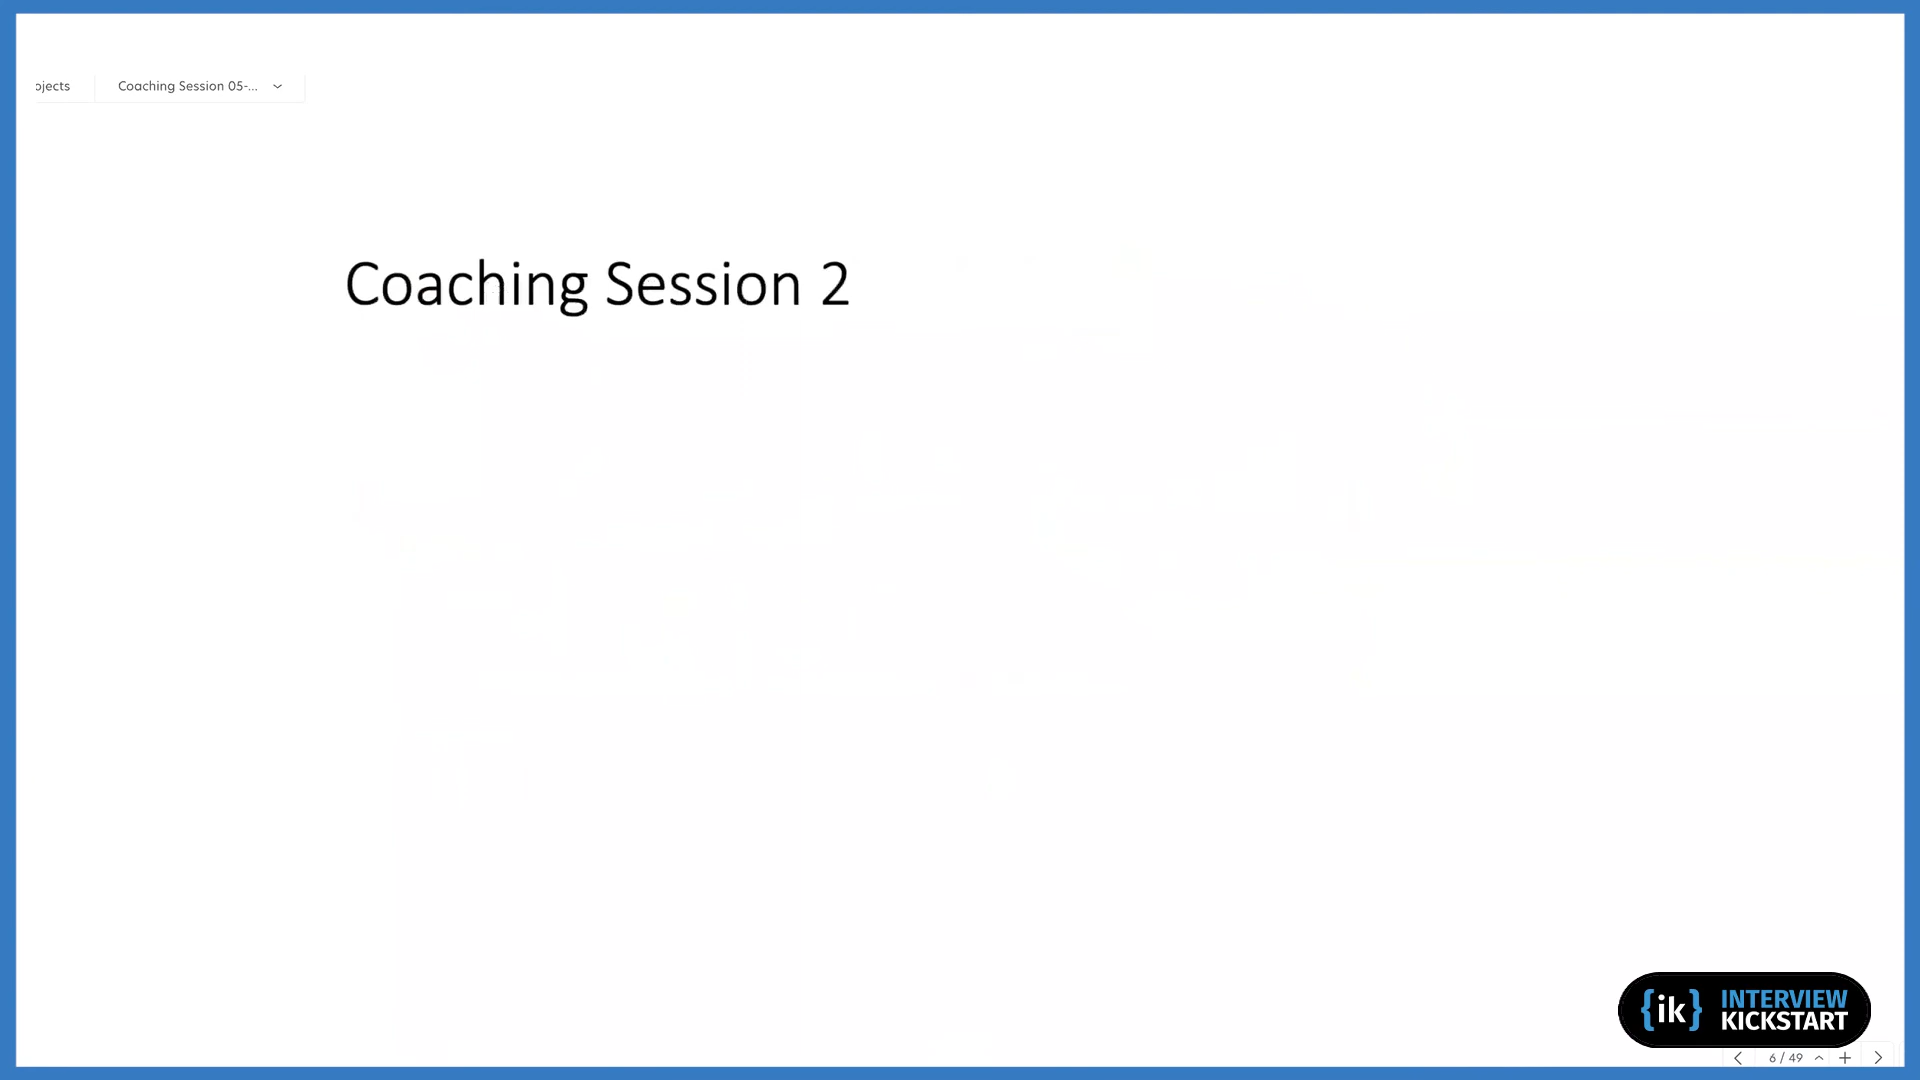 ojects
Coaching Session 05-...
Coaching Session 2
{ik} INTERVIEW
KICKSTART
6 / 49